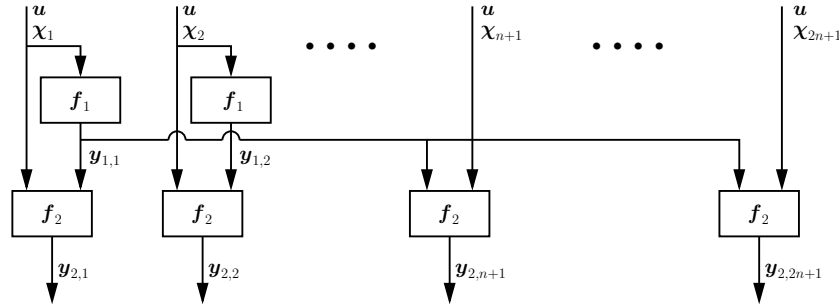 u u u u
χ₁ χ₂ χₙ₊₁ χ₂ₙ₊₁
f₁ f₁
y₁,₁ y₁,₂
f₂ f₂ f₂ f₂
y₂,₁ y₂,₂ y₂,ₙ₊₁ y₂,₂ₙ₊₁